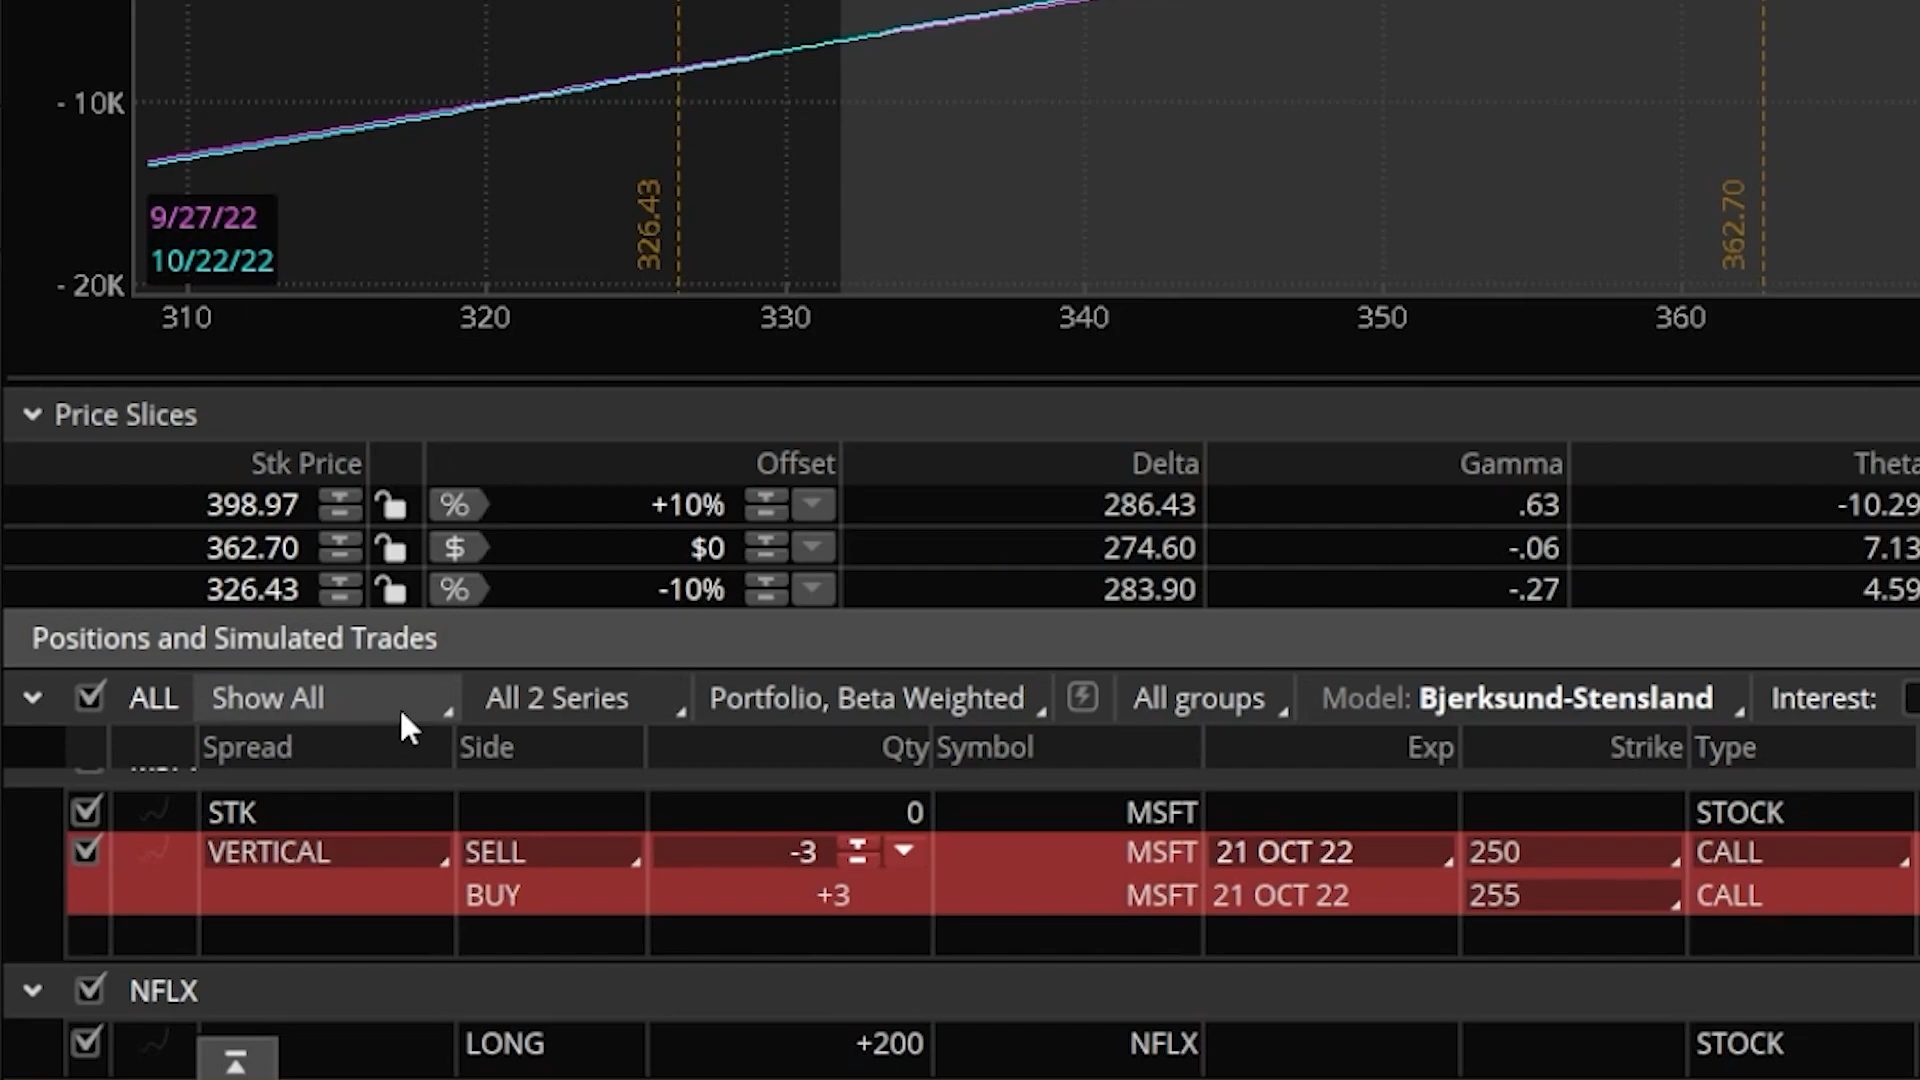 - 10K
326.43
362.70
9/27/22
10/22/22
- 20K
310 320 330 340 350 360
Price Slices
Stk Price Offset Delta Gamma Theta
398.97 % +10% 286.43 .63 -10.29
362.70 $ $0 274.60 -.06 7.13
326.43 % -10% 283.90 -.27 4.59
Positions and Simulated Trades
ALL Show All All 2 Series Portfolio, Beta Weighted All groups Model: Bjerksund-Stensland Interest:
Spread Side Qty Symbol Exp Strike Type
STK 0 MSFT STOCK
VERTICAL SELL -3 MSFT 21 OCT 22 250 CALL
BUY +3 MSFT 21 OCT 22 255 CALL
NFLX
LONG +200 NFLX STOCK